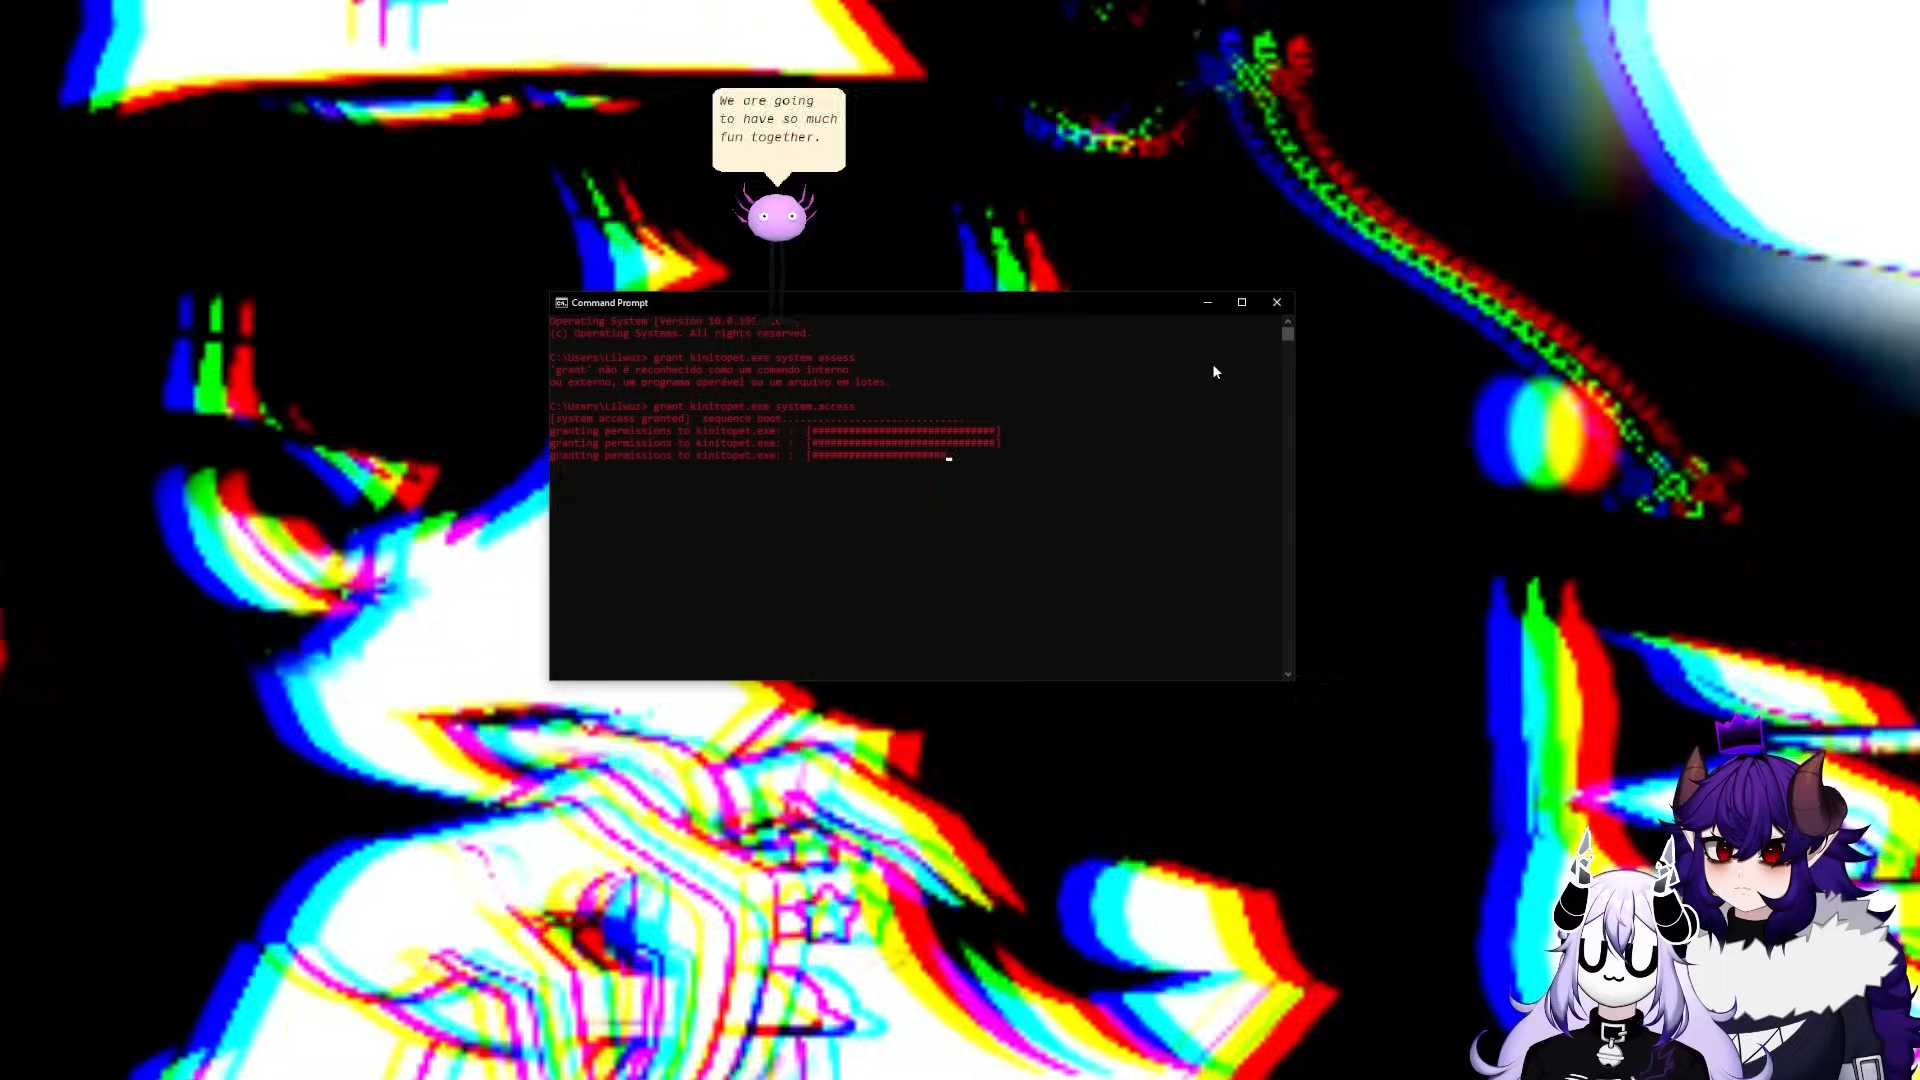 We are going
to have so much
fun together.
Command Prompt
Operating System [Version 10.0.19
(c) Operating Systems. All rights reserved.
C:\Users\Lilwuz> grant kinitopet.exe system assess
'grant' não é reconhecido como um comando interno
ou externo, um programa operável ou um arquivo em lotes.
C:\Users\Lilwuz> grant kinitopet.exe system.access
[system access granted] sequence boot..............................
granting permissions to kinitopet.exe: : [##############################]
granting permissions to kinitopet.exe: : [##############################]
granting permissions to kinitopet.exe: : [######################